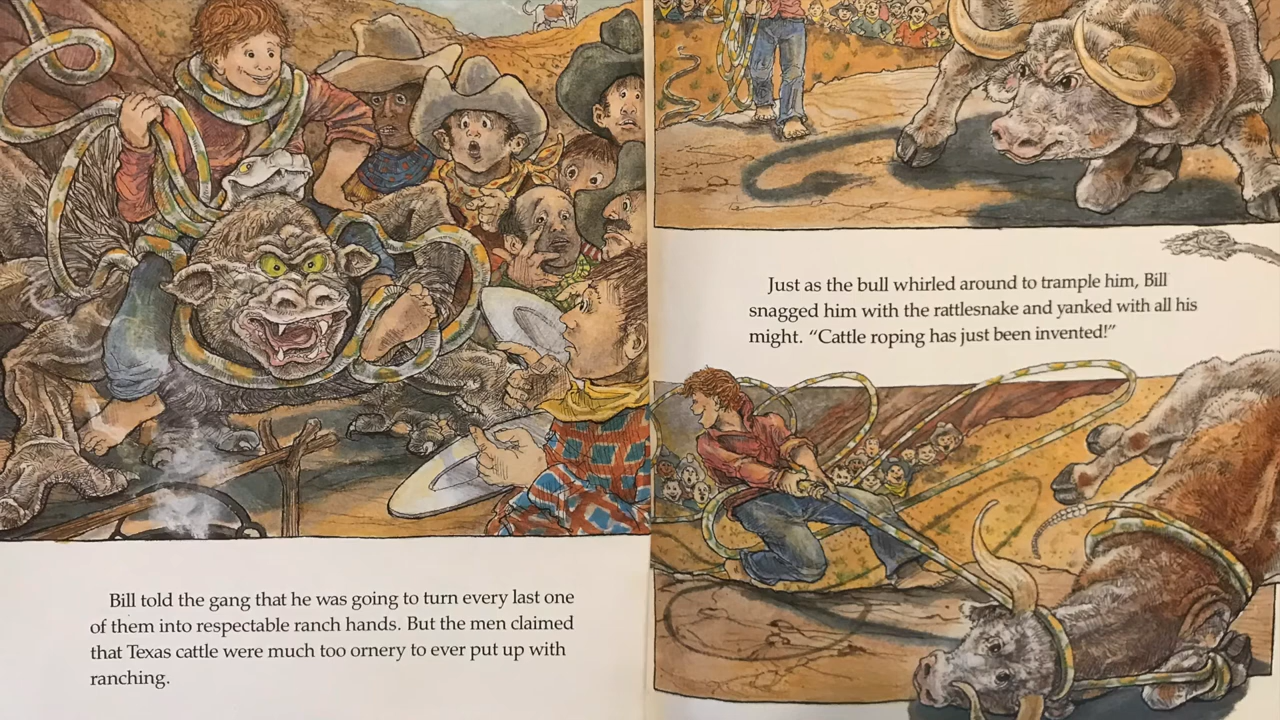 Bill told the gang that he was going to turn every last one
of them into respectable ranch hands. But the men claimed
that Texas cattle were much too ornery to ever put up with
ranching.
Just as the bull whirled around to trample him, Bill
snagged him with the rattlesnake and yanked with all his
might. “Cattle roping has just been invented!”